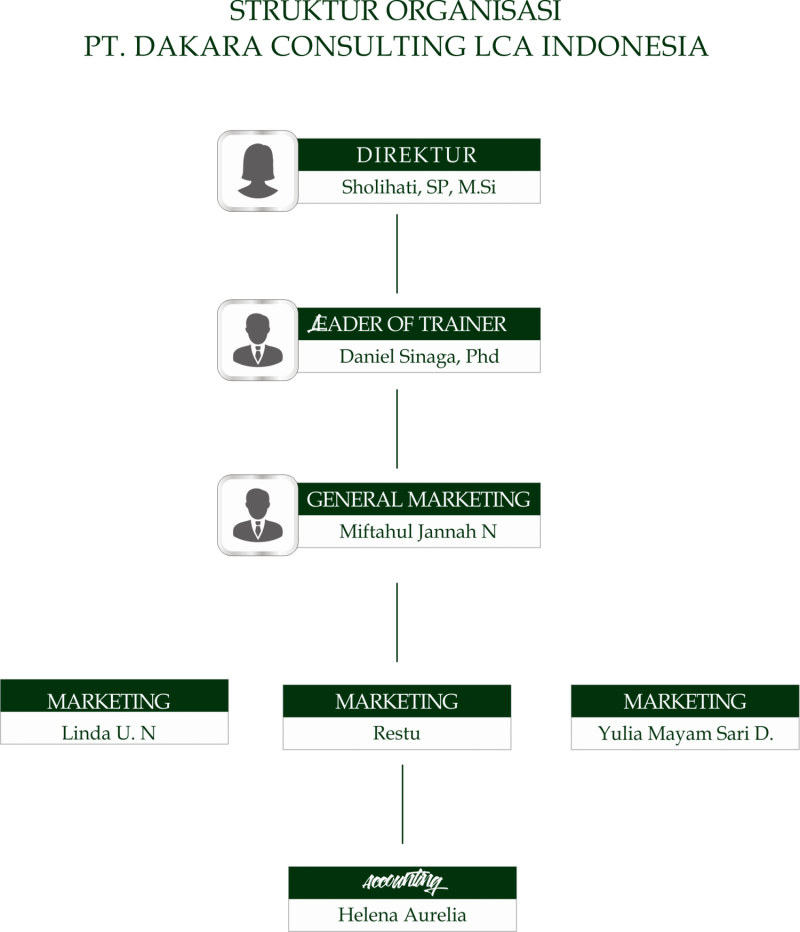 STRUKTUR ORGANISASI
PT. DAKARA CONSULTING LCA INDONESIA
DIREKTUR
Sholihati, SP, M.Si
LEADER OF TRAINER
Daniel Sinaga, Phd
GENERAL MARKETING
Miftahul Jannah N
MARKETING
Linda U. N
MARKETING
Restu
MARKETING
Yulia Mayam Sari D.
Accounting
Helena Aurelia